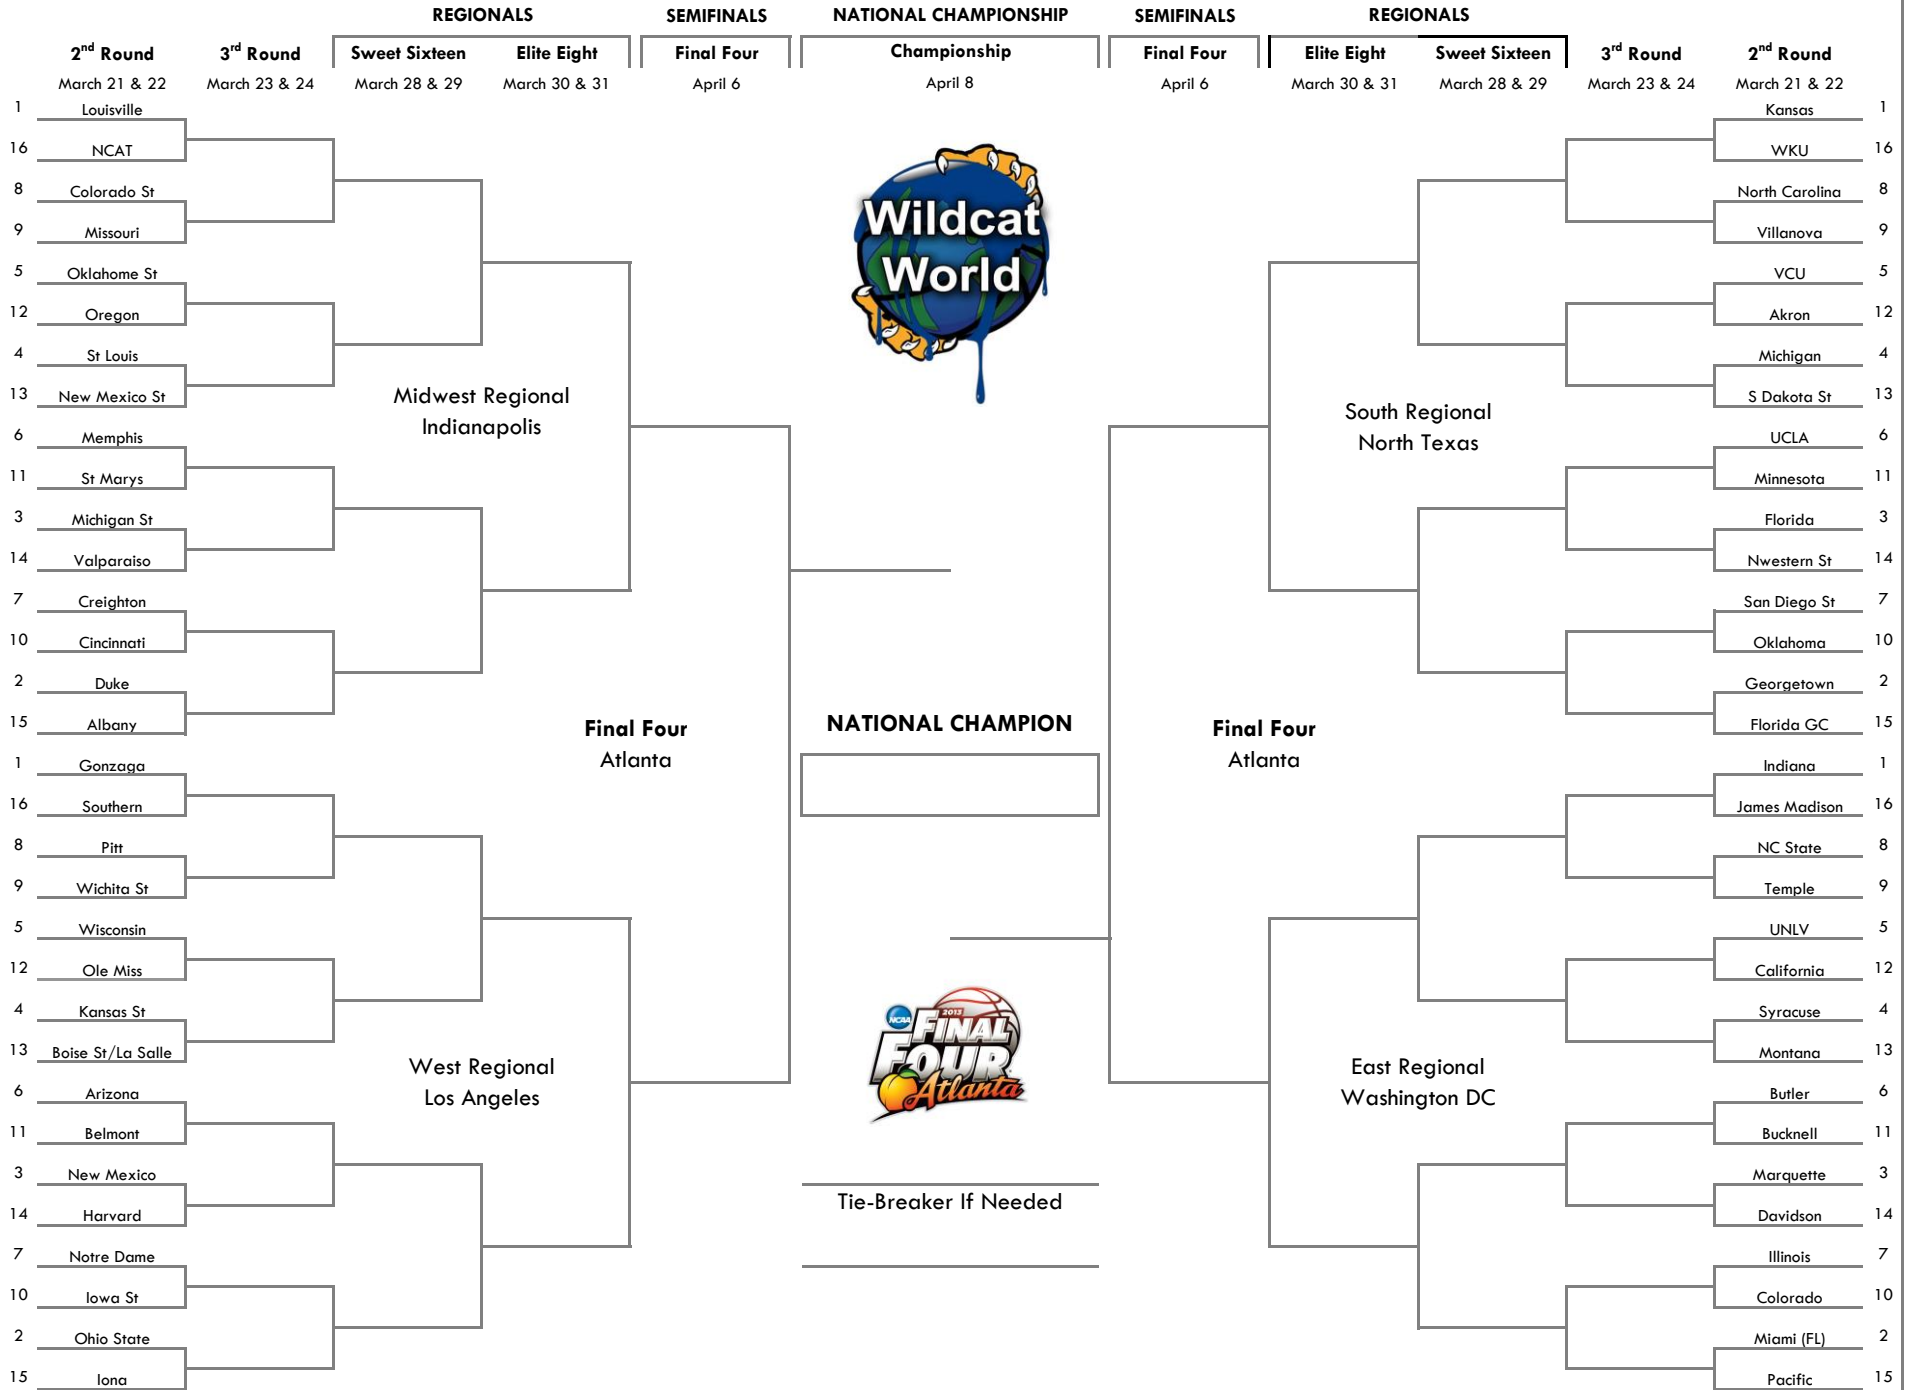 REGIONALS SEMIFINALS NATIONAL CHAMPIONSHIP SEMIFINALS REGIONALS
2nd Round 3rd Round Sweet Sixteen Elite Eight Final Four Championship Final Four Elite Eight Sweet Sixteen 3rd Round 2nd Round
March 21 & 22 March 23 & 24 March 28 & 29 March 30 & 31 April 6 April 8 April 6 March 30 & 31 March 28 & 29 March 23 & 24 March 21 & 22
1 Louisville
16 NCAT
8 Colorado St
9 Missouri
5 Oklahome St
12 Oregon
4 St Louis
13 New Mexico St
6 Memphis
11 St Marys
3 Michigan St
14 Valparaiso
7 Creighton
10 Cincinnati
2 Duke
15 Albany
Midwest Regional
Indianapolis
1 Gonzaga
16 Southern
8 Pitt
9 Wichita St
5 Wisconsin
12 Ole Miss
4 Kansas St
13 Boise St/La Salle
6 Arizona
11 Belmont
3 New Mexico
14 Harvard
7 Notre Dame
10 Iowa St
2 Ohio State
15 Iona
West Regional
Los Angeles
Final Four
Atlanta
Wildcat
World
NATIONAL CHAMPION
NCAA
2013
FINAL
FOUR
Atlanta
Tie-Breaker If Needed
Final Four
Atlanta
Kansas 1
WKU 16
North Carolina 8
Villanova 9
VCU 5
Akron 12
Michigan 4
S Dakota St 13
UCLA 6
Minnesota 11
Florida 3
Nwestern St 14
San Diego St 7
Oklahoma 10
Georgetown 2
Florida GC 15
South Regional
North Texas
Indiana 1
James Madison 16
NC State 8
Temple 9
UNLV 5
California 12
Syracuse 4
Montana 13
Butler 6
Bucknell 11
Marquette 3
Davidson 14
Illinois 7
Colorado 10
Miami (FL) 2
Pacific 15
East Regional
Washington DC